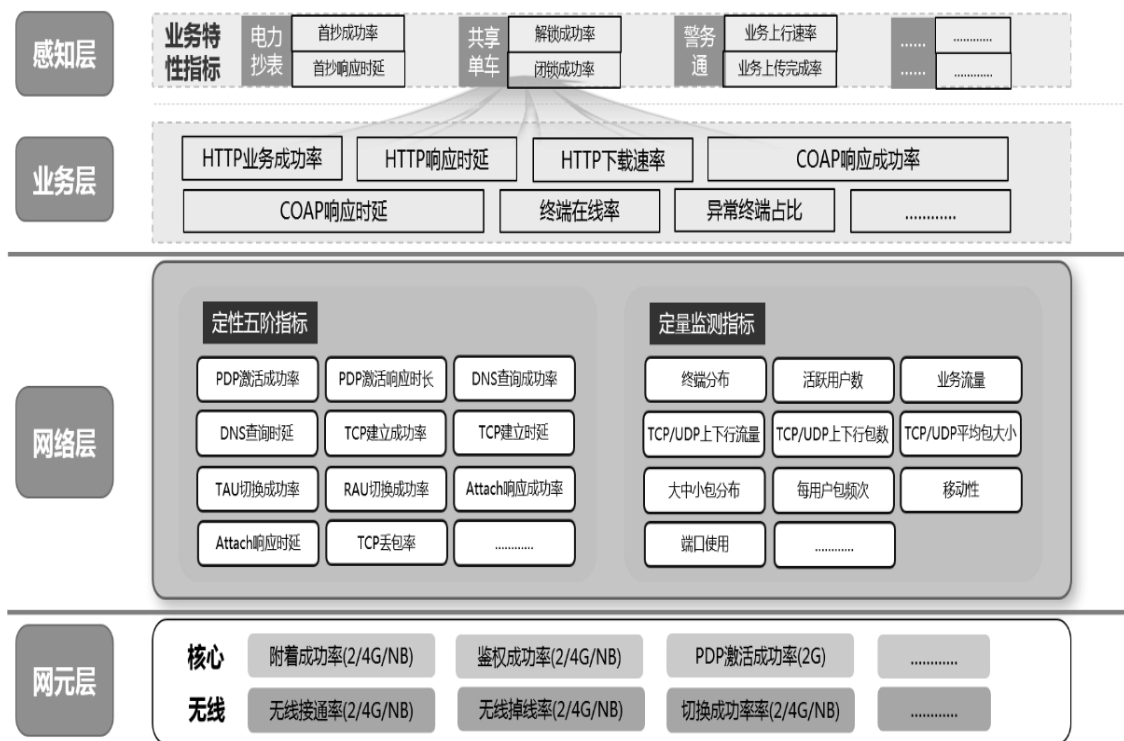 感知层
业务特
性指标
电力
抄表
首抄成功率
首抄响应时延
共享
单车
解锁成功率
闭锁成功率
警务
通
业务上行速率
业务上传完成率
......
......
............
............
业务层
HTTP业务成功率
HTTP响应时延
HTTP下载速率
COAP响应成功率
COAP响应时延
终端在线率
异常终端占比
............
网络层
定性五阶指标
PDP激活成功率
PDP激活响应时长
DNS查询成功率
DNS查询时延
TCP建立成功率
TCP建立时延
TAU切换成功率
RAU切换成功率
Attach响应成功率
Attach响应时延
TCP丢包率
............
定量监测指标
终端分布
活跃用户数
业务流量
TCP/UDP上下行流量
TCP/UDP上下行包数
TCP/UDP平均包大小
大中小包分布
每用户包频次
移动性
端口使用
............
网元层
核心
附着成功率(2/4G/NB)
鉴权成功率(2/4G/NB)
PDP激活成功率(2G)
............
无线
无线接通率(2/4G/NB)
无线掉线率(2/4G/NB)
切换成功率率(2/4G/NB)
............